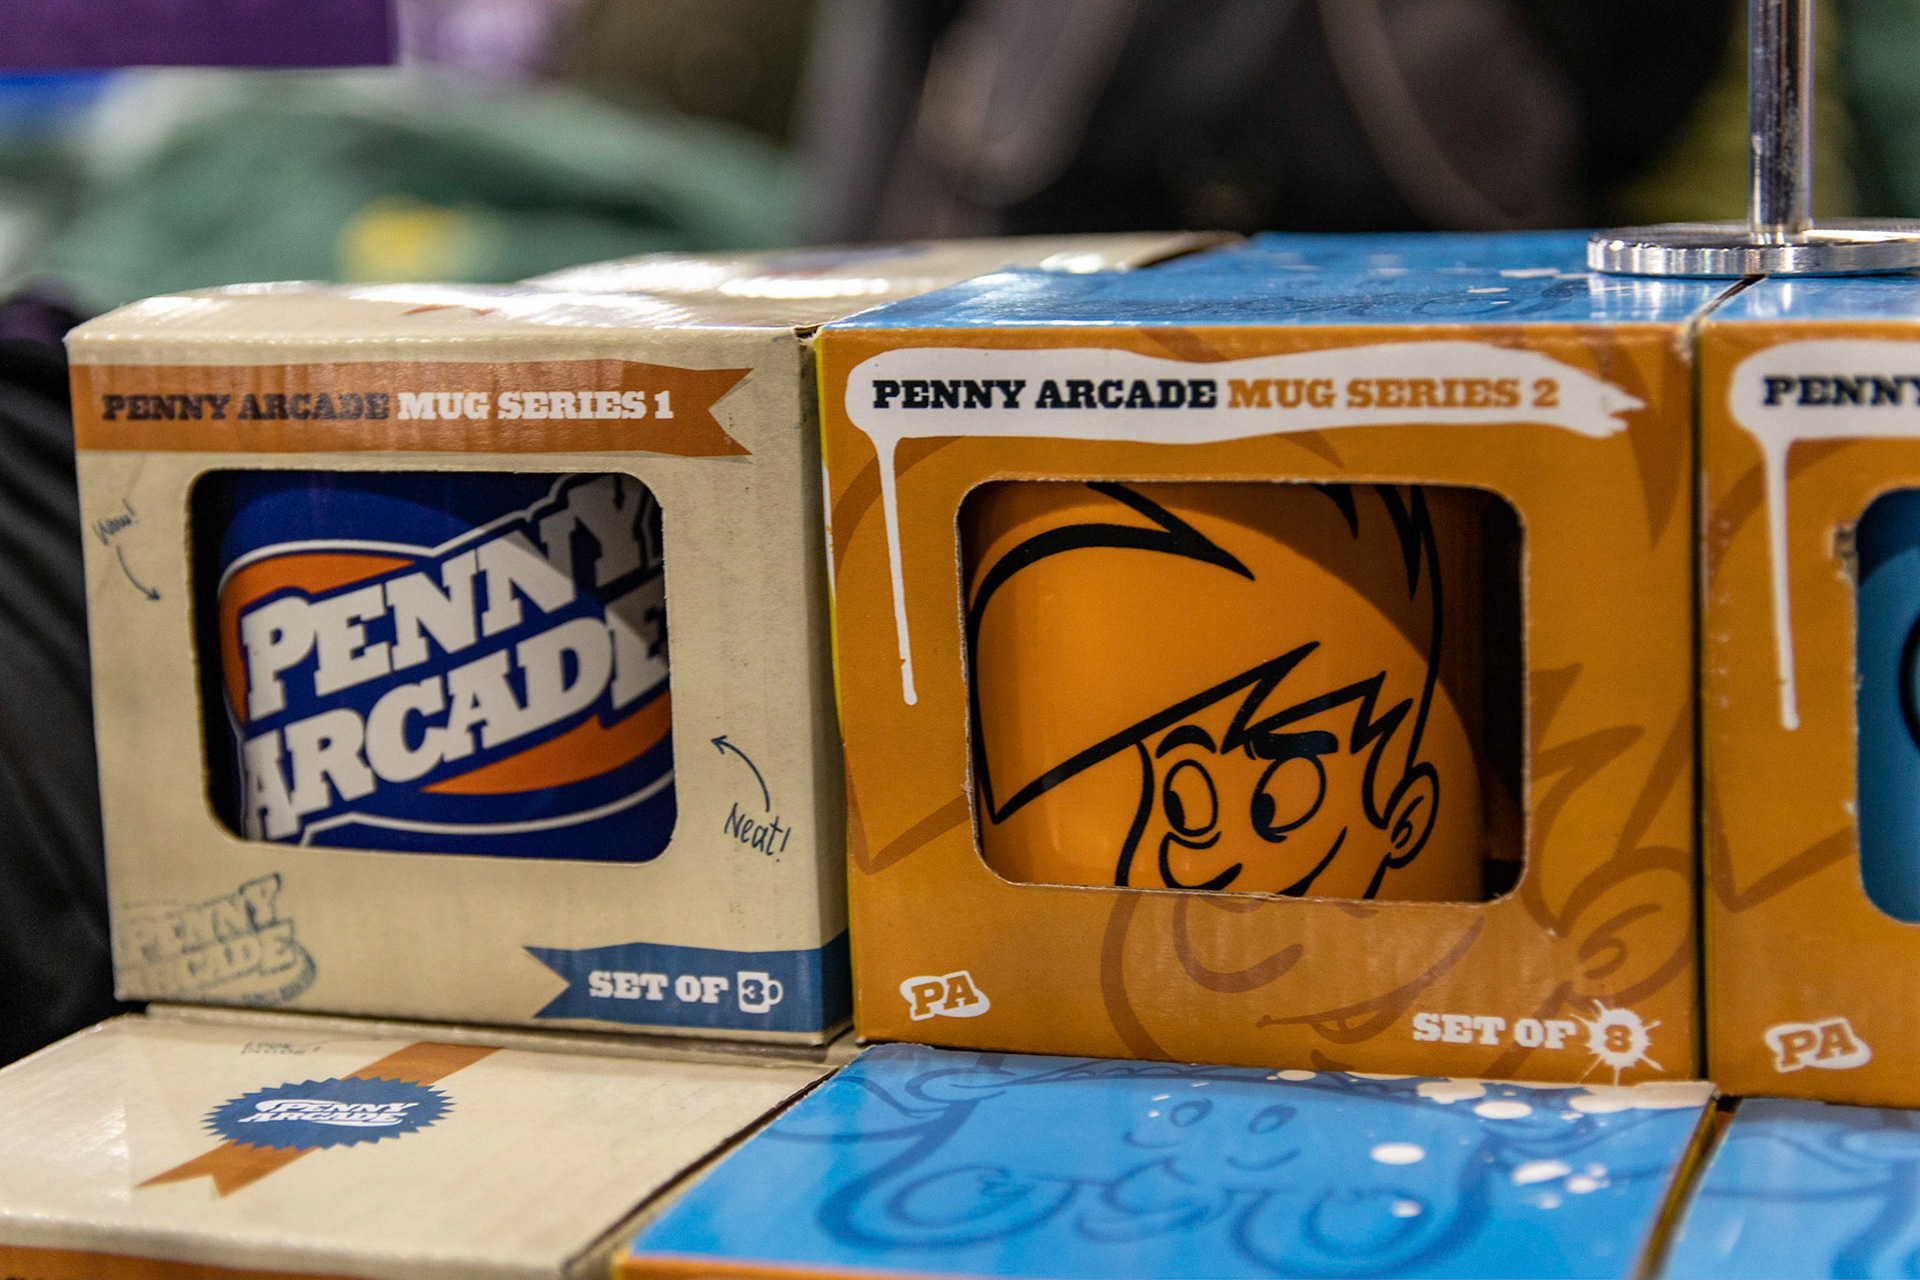 PENNY ARCADE MUG SERIES 1
Wow!
PENNY
ARCADE
Neat!
PENNY
ARCADE
SET OF 3
PENNY
ARCADE
PENNY ARCADE MUG SERIES 2
PA
SET OF 8
PENNY
PA